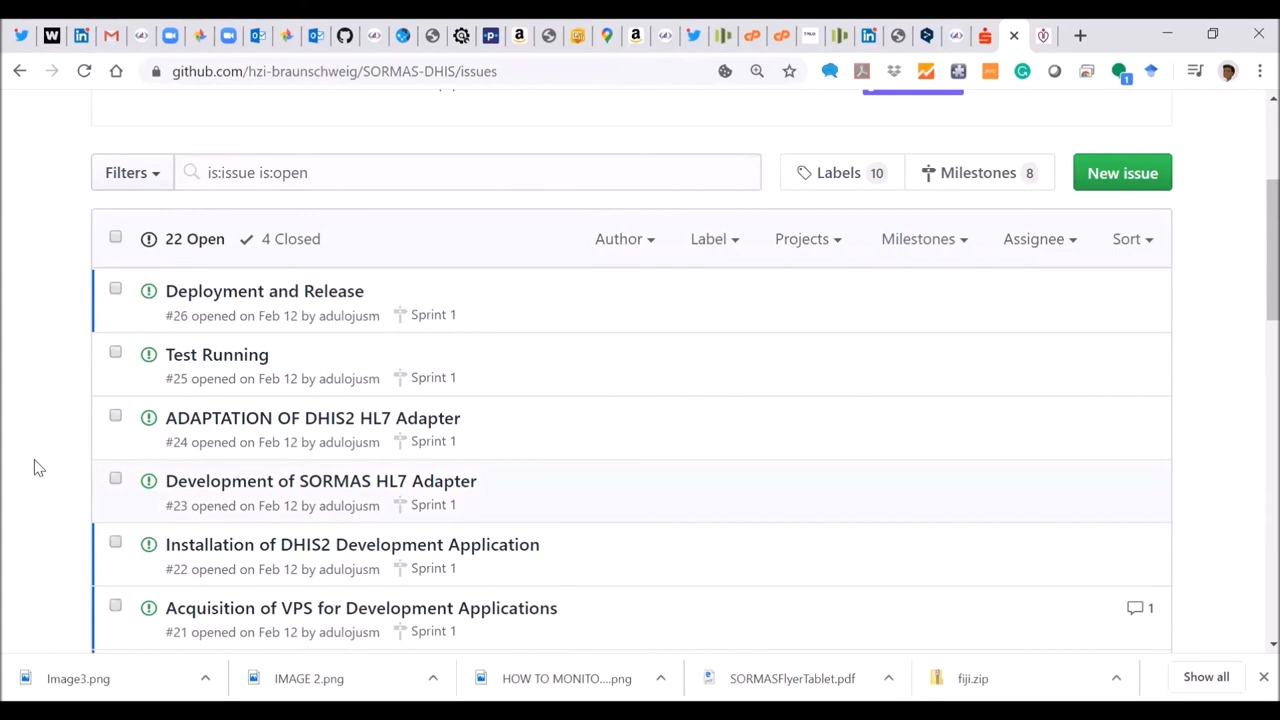 github.com/hzi-braunschweig/SORMAS-DHIS/issues
1
Filters
is:issue is:open
Labels 10
Milestones 8
New issue
22 Open
4 Closed
Author
Label
Projects
Milestones
Assignee
Sort
Deployment and Release
#26 opened on Feb 12 by adulojusm
Sprint 1
Test Running
#25 opened on Feb 12 by adulojusm
Sprint 1
ADAPTATION OF DHIS2 HL7 Adapter
#24 opened on Feb 12 by adulojusm
Sprint 1
Development of SORMAS HL7 Adapter
#23 opened on Feb 12 by adulojusm
Sprint 1
Installation of DHIS2 Development Application
#22 opened on Feb 12 by adulojusm
Sprint 1
Acquisition of VPS for Development Applications
1
#21 opened on Feb 12 by adulojusm
Sprint 1
Image3.png
IMAGE 2.png
HOW TO MONITO....png
SORMASFlyerTablet.pdf
fiji.zip
Show all